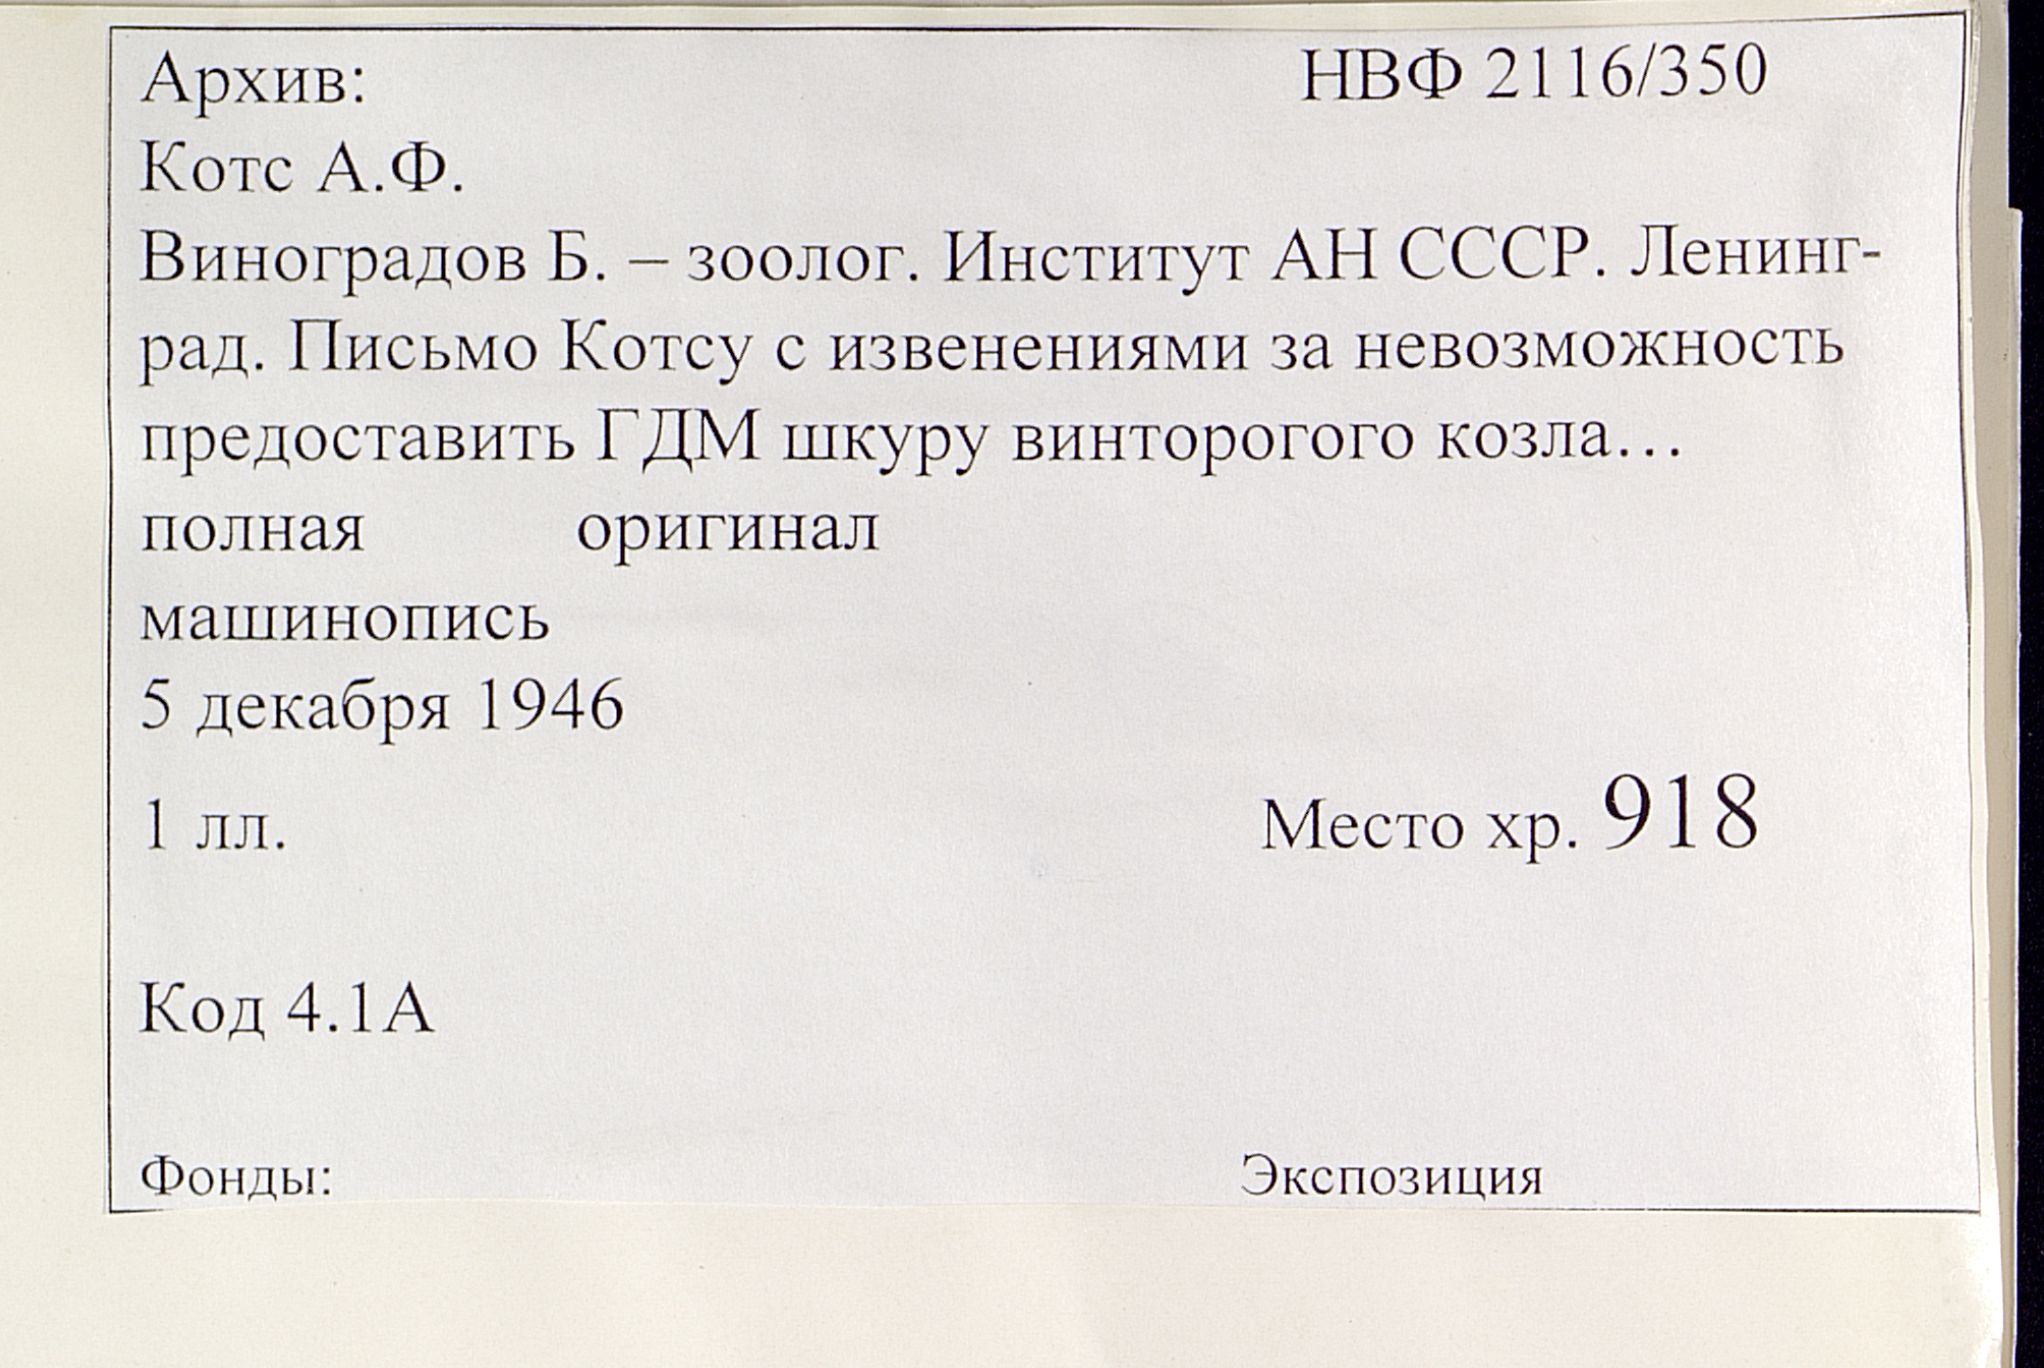 Архив: НВФ 2116/350
Котс А.Ф.
Виноградов Б. – зоолог. Институт АН СССР. Ленинг-
рад. Письмо Котсу с извенениями за невозможность
предоставить ГДМ шкуру винторогого козла…
полная оригинал
машинопись
5 декабря 1946
1 лл. Место хр. 918
Код 4.1А
Фонды: Экспозиция